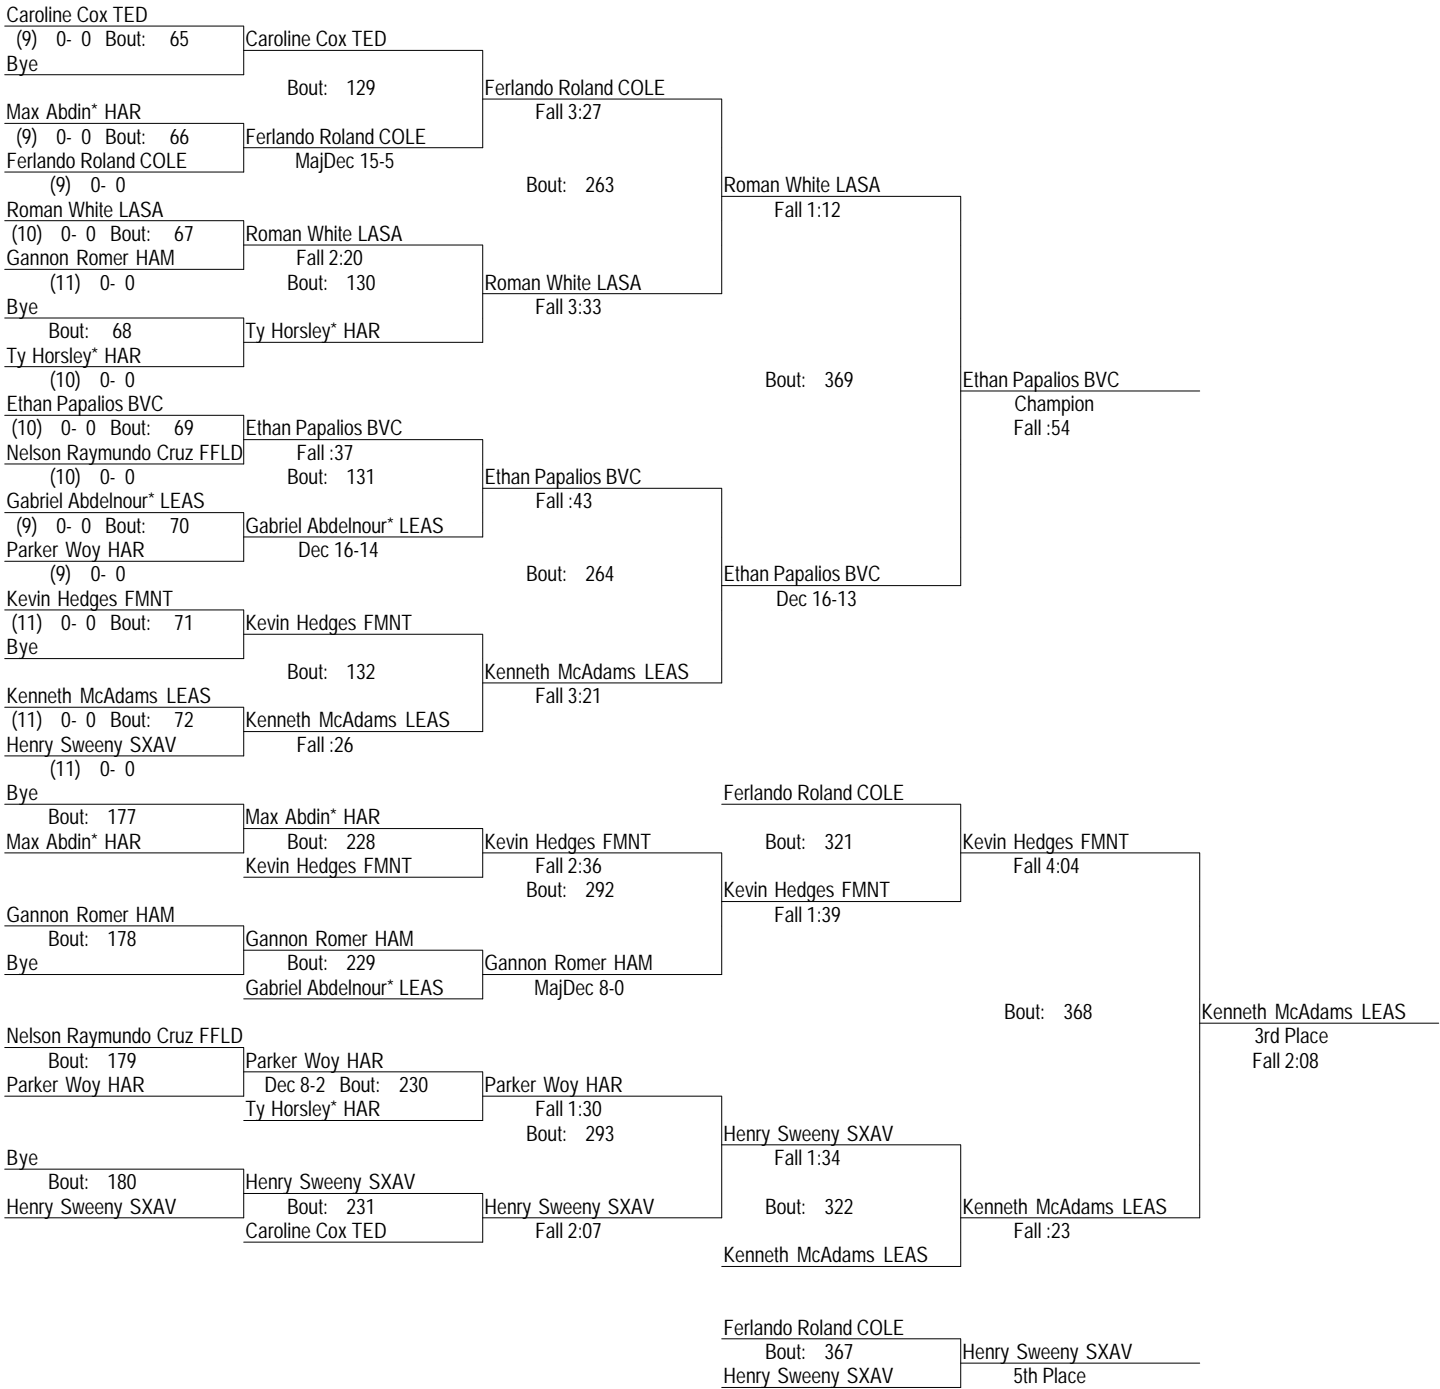 Caroline Cox TED
(9) 0- 0 Bout: 65 Caroline Cox TED
Bye
Bout: 129 Ferlando Roland COLE
Max Abdin* HAR Fall 3:27
(9) 0- 0 Bout: 66 Ferlando Roland COLE
Ferlando Roland COLE MajDec 15-5
(9) 0- 0 Bout: 263 Roman White LASA
Roman White LASA Fall 1:12
(10) 0- 0 Bout: 67 Roman White LASA
Gannon Romer HAM Fall 2:20
(11) 0- 0 Bout: 130 Roman White LASA
Bye Fall 3:33
Bout: 68 Ty Horsley* HAR
Ty Horsley* HAR
(10) 0- 0 Bout: 369 Ethan Papalios BVC
Ethan Papalios BVC Champion
(10) 0- 0 Bout: 69 Ethan Papalios BVC Fall :54
Nelson Raymundo Cruz FFLD Fall :37
(10) 0- 0 Bout: 131 Ethan Papalios BVC
Gabriel Abdelnour* LEAS Fall :43
(9) 0- 0 Bout: 70 Gabriel Abdelnour* LEAS
Parker Woy HAR Dec 16-14
(9) 0- 0 Bout: 264 Ethan Papalios BVC
Kevin Hedges FMNT Dec 16-13
(11) 0- 0 Bout: 71 Kevin Hedges FMNT
Bye
Bout: 132 Kenneth McAdams LEAS
Kenneth McAdams LEAS Fall 3:21
(11) 0- 0 Bout: 72 Kenneth McAdams LEAS
Henry Sweeny SXAV Fall :26
(11) 0- 0
Bye Ferlando Roland COLE
Bout: 177 Max Abdin* HAR
Max Abdin* HAR Bout: 228 Kevin Hedges FMNT Bout: 321 Kevin Hedges FMNT
Kevin Hedges FMNT Fall 2:36 Fall 4:04
Bout: 292 Kevin Hedges FMNT
Gannon Romer HAM Fall 1:39
Bout: 178 Gannon Romer HAM
Bye Bout: 229 Gannon Romer HAM
Gabriel Abdelnour* LEAS MajDec 8-0
Bout: 368 Kenneth McAdams LEAS
Nelson Raymundo Cruz FFLD 3rd Place
Bout: 179 Parker Woy HAR Fall 2:08
Parker Woy HAR Dec 8-2 Bout: 230 Parker Woy HAR
Ty Horsley* HAR Fall 1:30
Bout: 293 Henry Sweeny SXAV
Bye Fall 1:34
Bout: 180 Henry Sweeny SXAV
Henry Sweeny SXAV Bout: 231 Henry Sweeny SXAV Bout: 322 Kenneth McAdams LEAS
Caroline Cox TED Fall 2:07 Fall :23
Kenneth McAdams LEAS
Ferlando Roland COLE
Bout: 367 Henry Sweeny SXAV
Henry Sweeny SXAV 5th Place